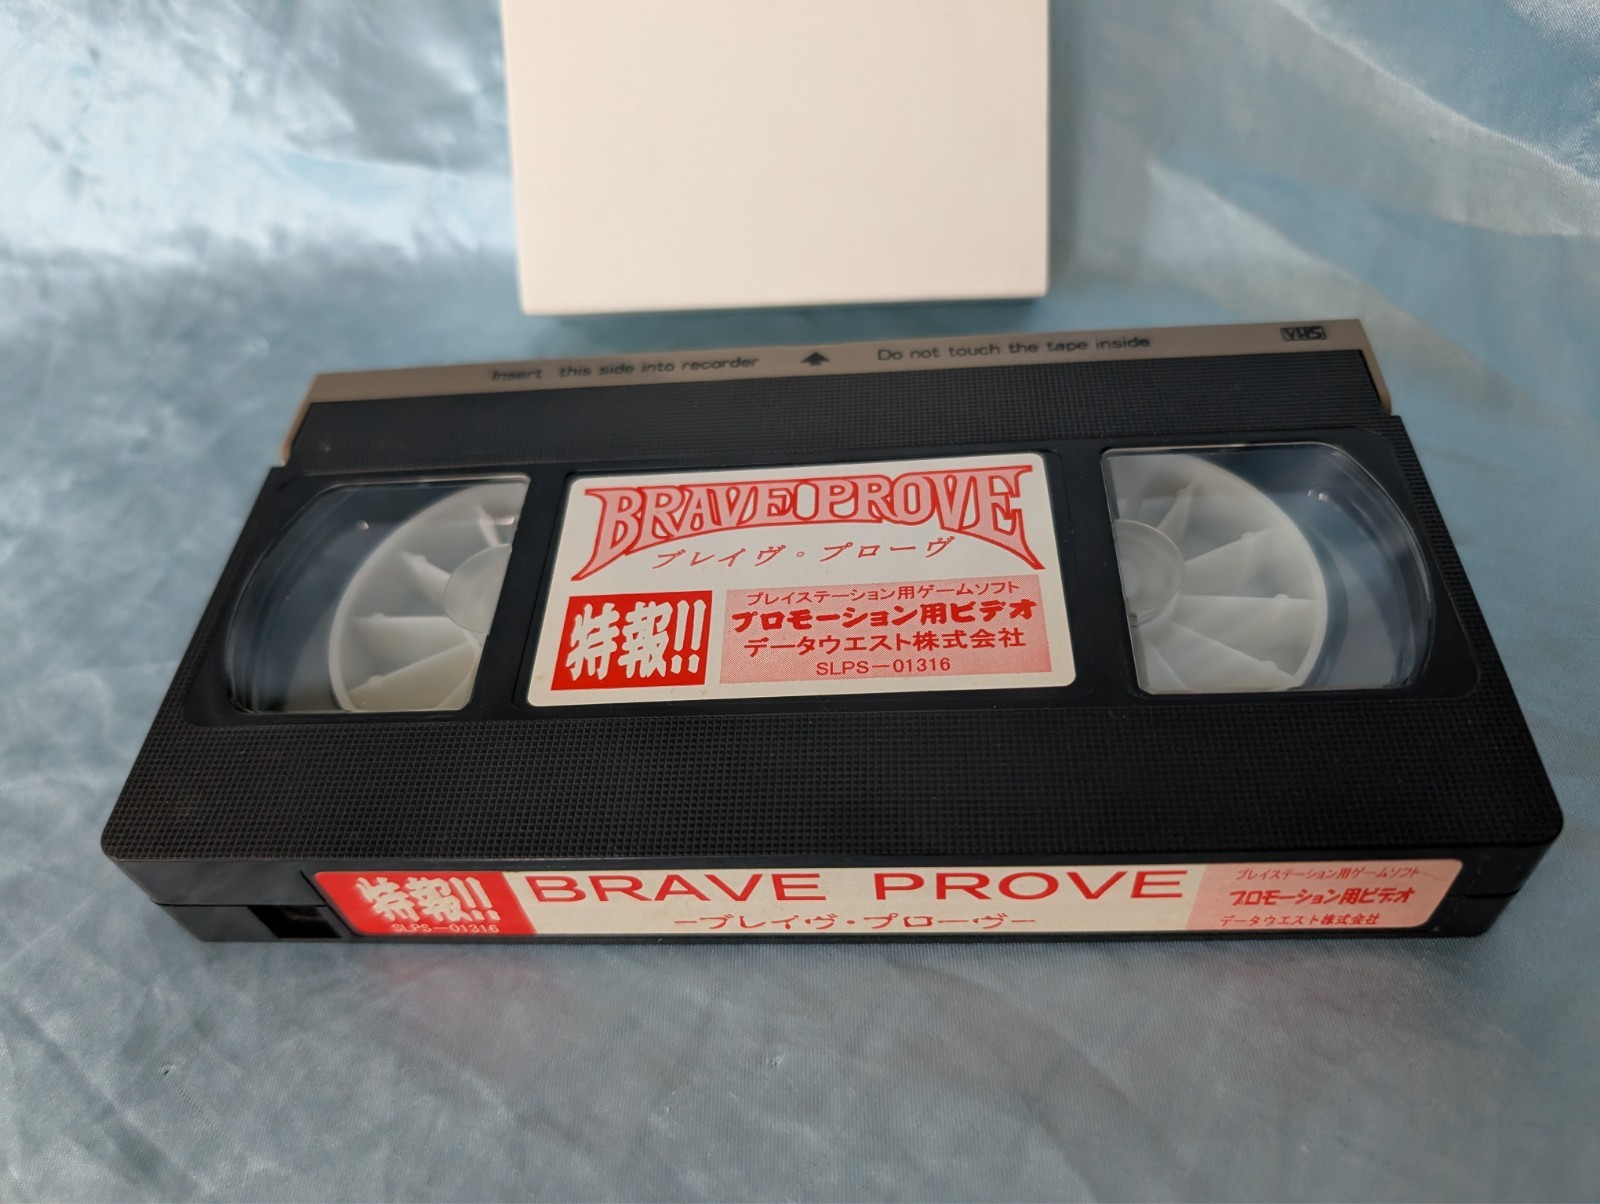 Insert this side into recorder
Do not touch the tape inside
VHS
BRAVE PROVE
ブレイヴ・プローヴ
特報!!
プレイステーション用ゲームソフト
プロモーション用ビデオ
データウエスト株式会社
SLPS－01316
特報!!
SLPS－01316
BRAVE PROVE
－ブレイヴ・プローヴ－
プレイステーション用ゲームソフト
プロモーション用ビデオ
データウエスト株式会社